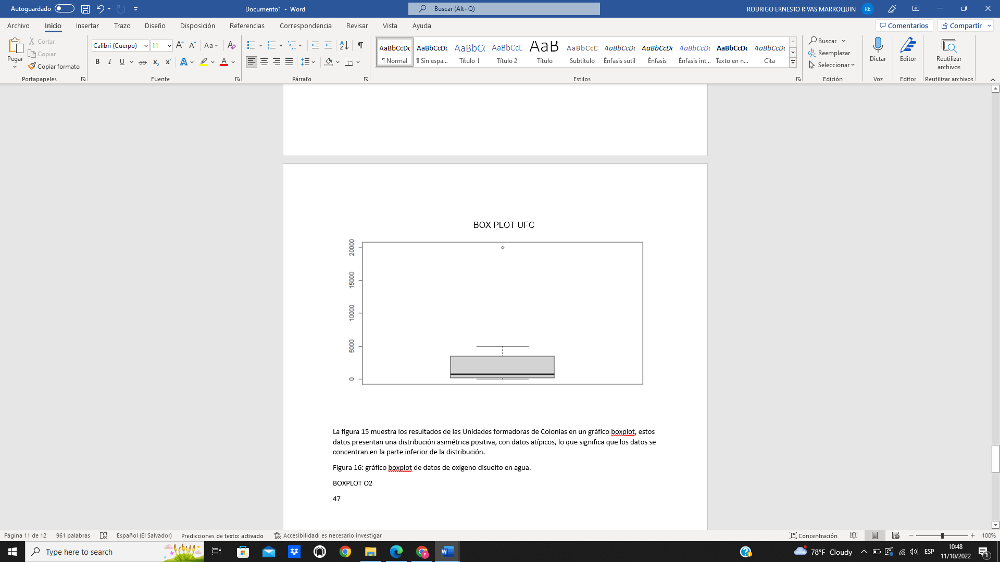 Autoguardado
Documento1 - Word
Buscar (Alt+Q)
RODRIGO ERNESTO RIVAS MARROQUIN
RE
Archivo Inicio Insertar Trazo Diseño Disposición Referencias Correspondencia Revisar Vista Ayuda
Comentarios
Compartir
Pegar
Cortar
Copiar
Copiar formato
Portapapeles
Calibri (Cuerpo) 11
Fuente
Párrafo
AaBbCcDc
¶ Normal
AaBbCcDc
¶ Sin espa...
AaBbC(
Título 1
AaBbCcE
Título 2
AaB
Título
AaBbCcD
Subtítulo
AaBbCcDc
Énfasis sutil
AaBbCcDc
Énfasis
AaBbCcDc
Énfasis int...
AaBbCcDc
Texto en n...
AaBbCcDc
Cita
Estilos
Buscar
Reemplazar
Seleccionar
Edición
Dictar
Voz
Editor
Editor
Reutilizar
archivos
Reutilizar archivos
BOX PLOT UFC
20000
15000
10000
5000
0
La figura 15 muestra los resultados de las Unidades formadoras de Colonias en un gráfico boxplot, estos
datos presentan una distribución asimétrica positiva, con datos atípicos, lo que significa que los datos se
concentran en la parte inferior de la distribución.
Figura 16: gráfico boxplot de datos de oxígeno disuelto en agua.
BOXPLOT O2
47
Página 11 de 12 961 palabras Español (El Salvador) Predicciones de texto: activado Accesibilidad: es necesario investigar
Concentración
100%
Type here to search
78°F Cloudy
ESP
10:48
11/10/2022
1